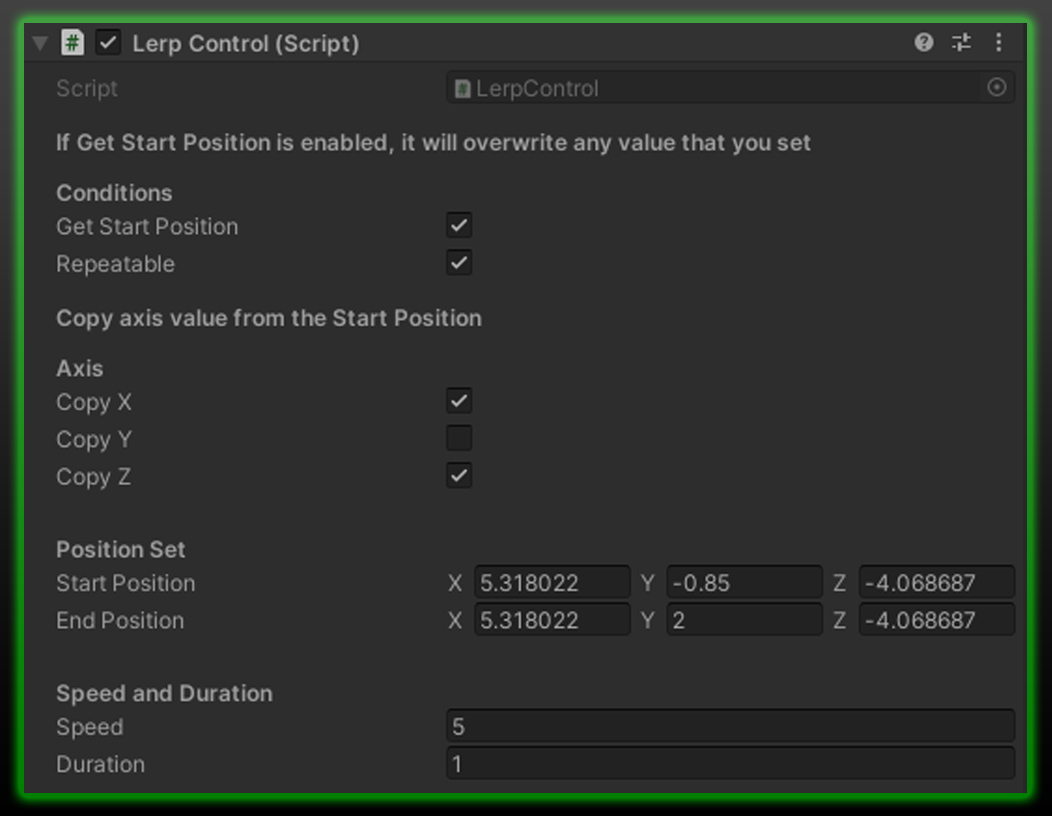 Lerp Control (Script)
Script LerpControl
If Get Start Position is enabled, it will overwrite any value that you set
Conditions
Get Start Position
Repeatable
Copy axis value from the Start Position
Axis
Copy X
Copy Y
Copy Z
Position Set
Start Position X 5.318022 Y -0.85 Z -4.068687
End Position X 5.318022 Y 2 Z -4.068687
Speed and Duration
Speed 5
Duration 1